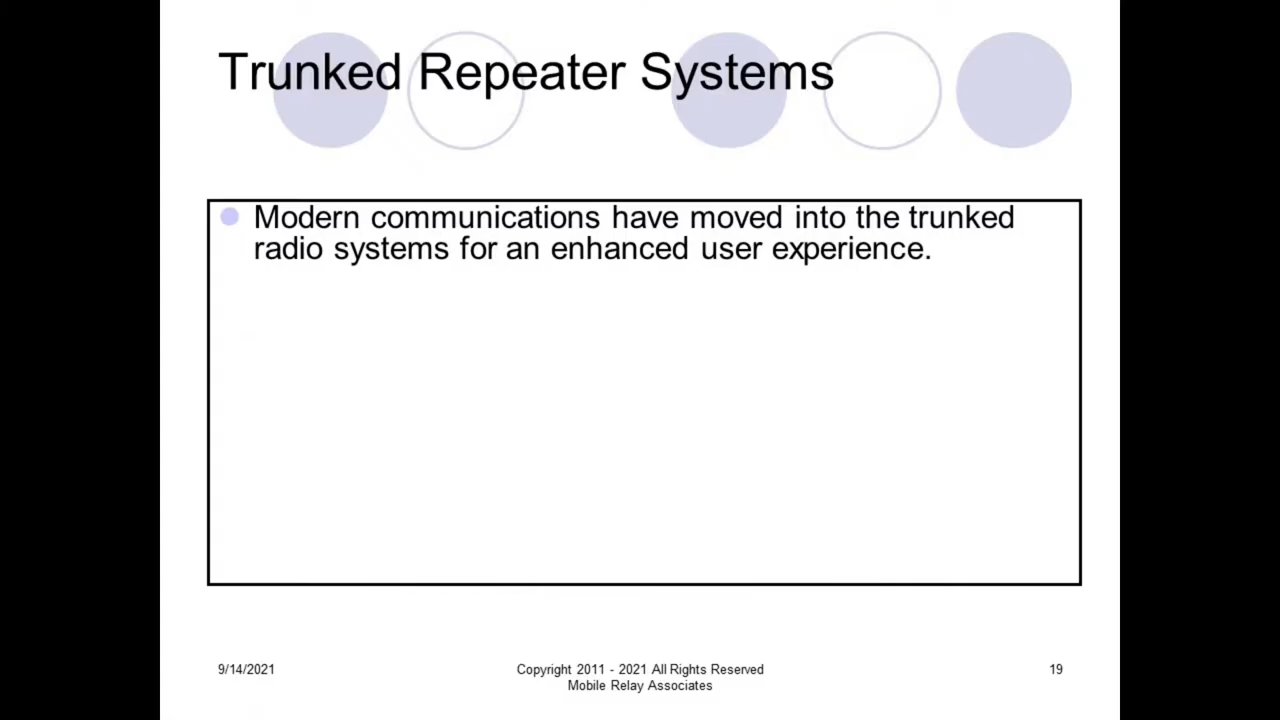 Trunked Repeater Systems
Modern communications have moved into the trunked
radio systems for an enhanced user experience.
9/14/2021
Copyright 2011 - 2021 All Rights Reserved
Mobile Relay Associates
19